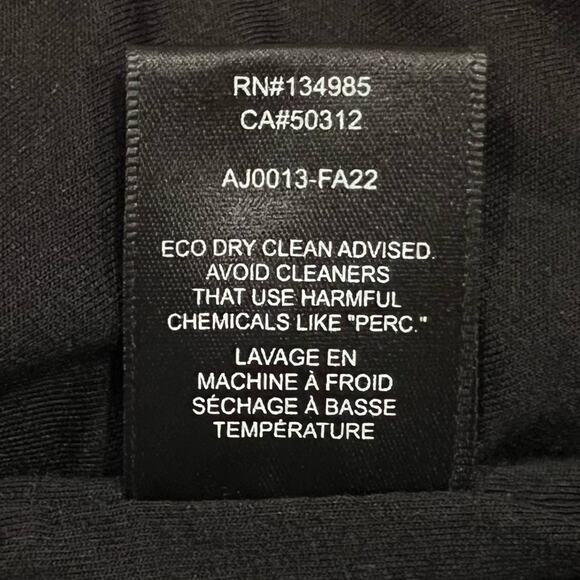 RN#134985
CA#50312
AJ0013-FA22
ECO DRY CLEAN ADVISED.
AVOID CLEANERS
THAT USE HARMFUL
CHEMICALS LIKE "PERC."
LAVAGE EN
MACHINE À FROID
SÉCHAGE À BASSE
TEMPÉRATURE